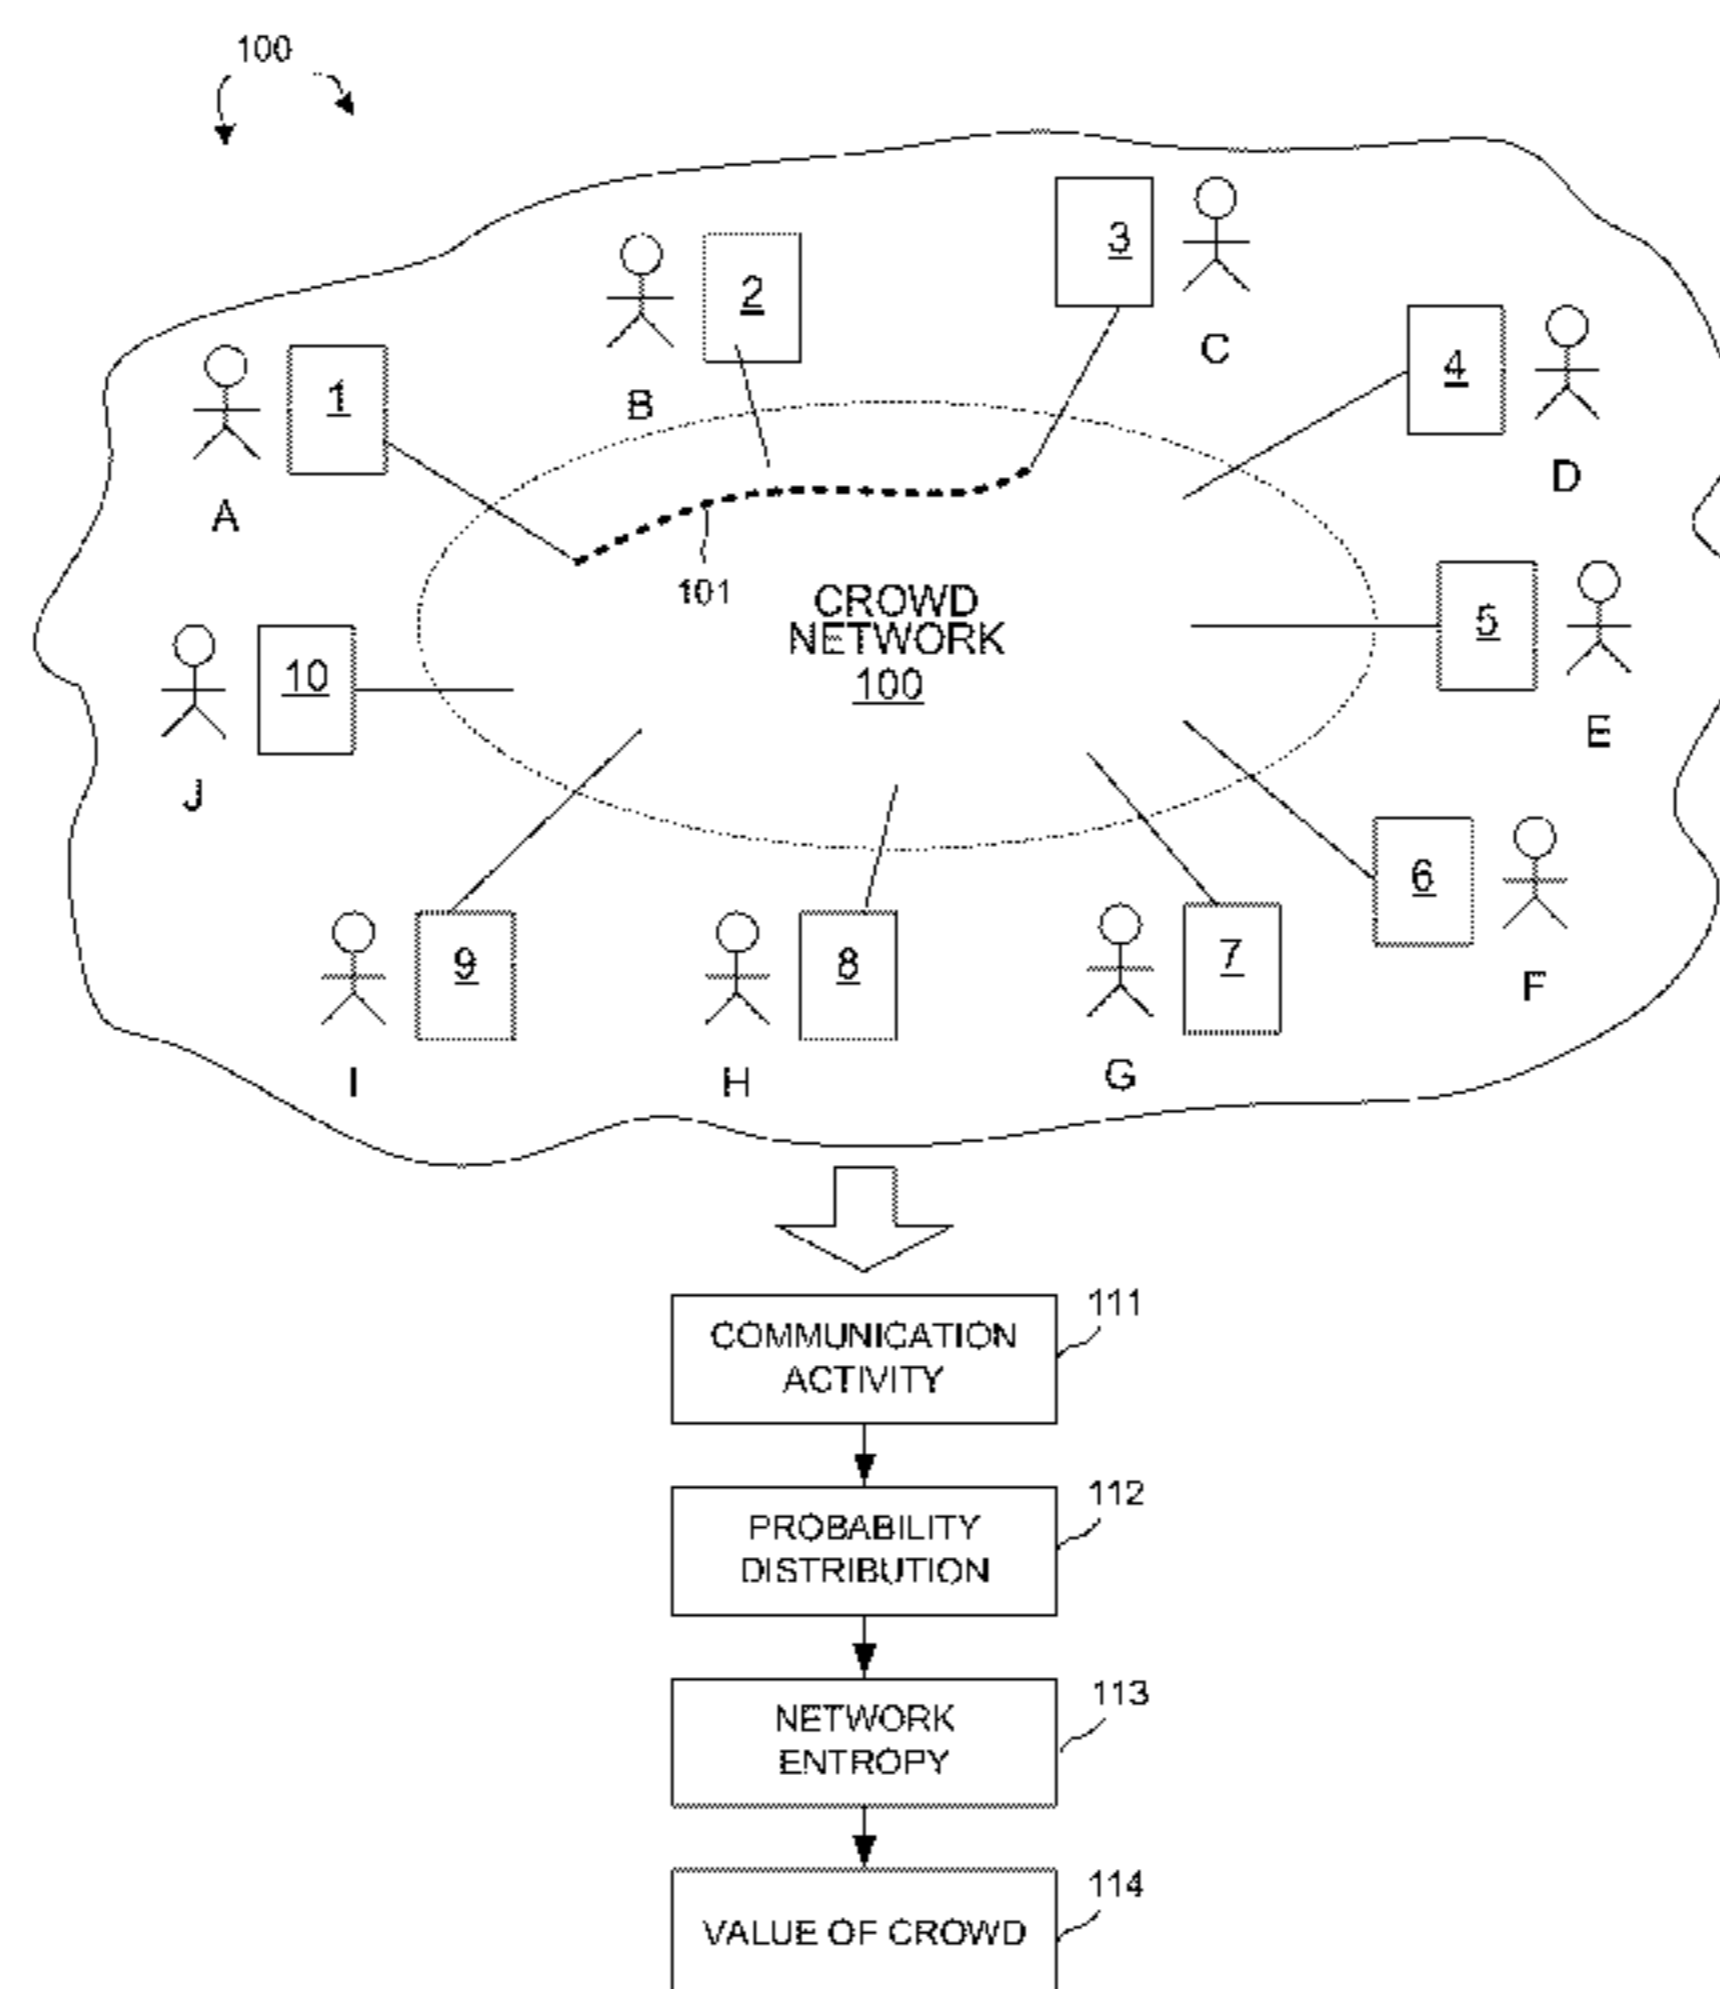 100
3
2
C
4
1
B
D
A
101
CROWD
NETWORK
100
5
10
E
J
6
9
8
7
F
I
H
G
111
COMMUNICATION
ACTIVITY
112
PROBABILITY
DISTRIBUTION
113
NETWORK
ENTROPY
114
VALUE OF CROWD